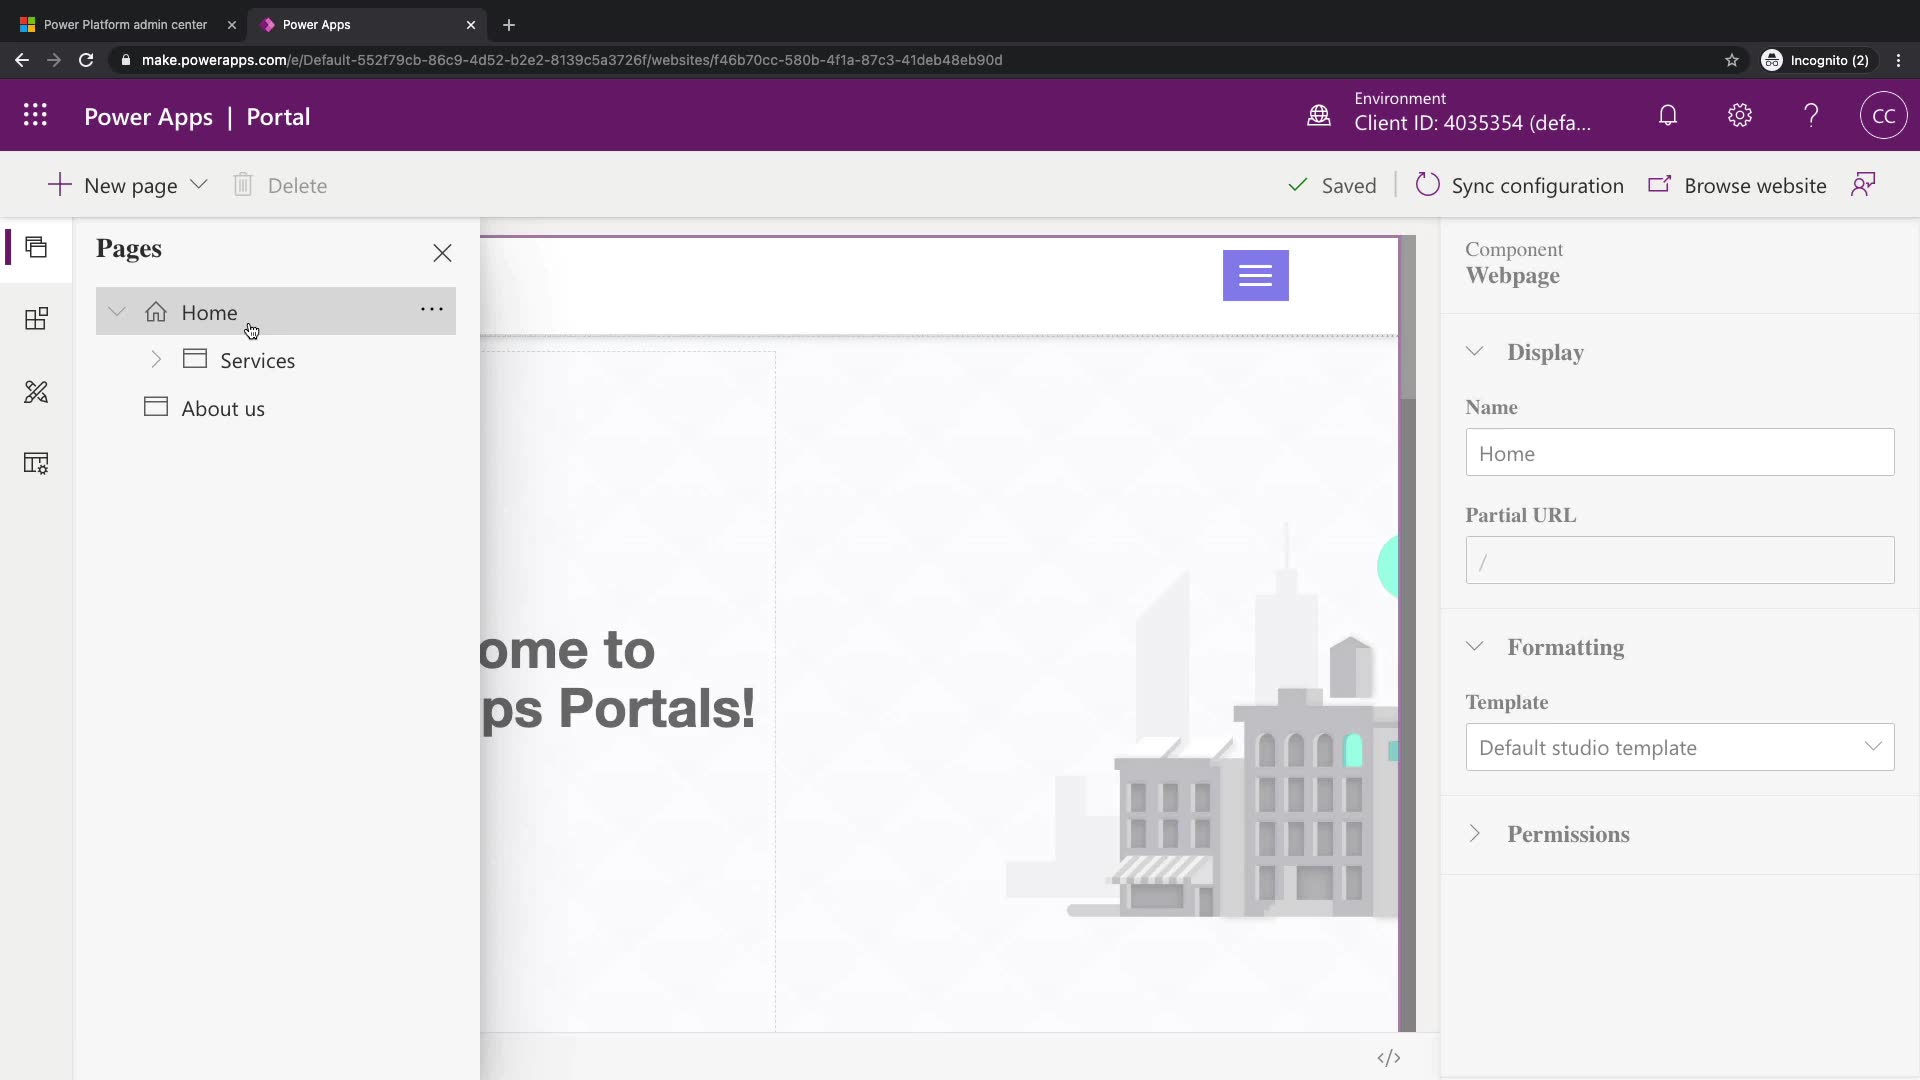 Power Platform admin center
Power Apps
make.powerapps.com/e/Default-552f79cb-86c9-4d52-b2e2-8139c5a3726f/websites/f46b70cc-580b-4f1a-87c3-41deb48eb90d
Incognito (2)
Power Apps | Portal
Environment
Client ID: 4035354 (defa...
CC
New page
Delete
Saved
Sync configuration
Browse website
Pages
Home
Services
About us
ome to
ps Portals!
Component
Webpage
Display
Name
Home
Partial URL
/
Formatting
Template
Default studio template
Permissions